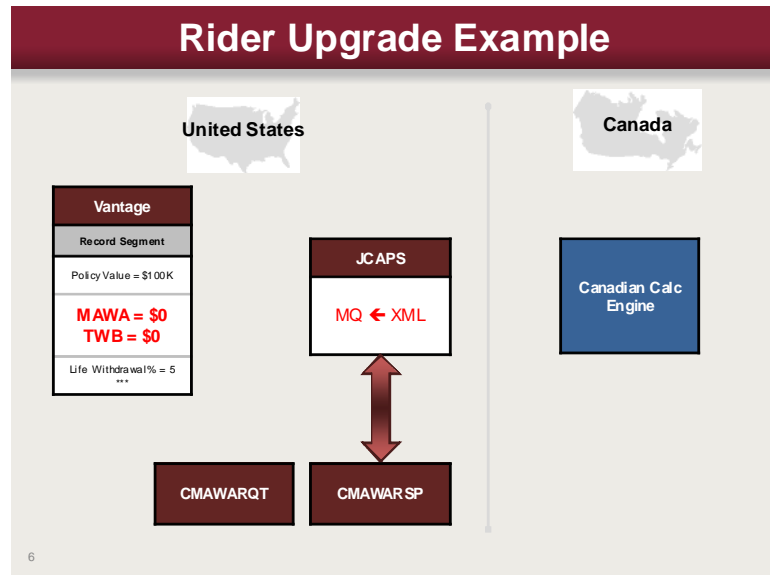 Rider Upgrade Example
United States
Canada
Vantage
Record Segment
Policy Value = $100K
MAWA = $0
TWB = $0
Life Withdrawal% = 5
***
JCAPS
MQ 🡸 XML
Canadian Calc
Engine
CMAWARQT
CMAWARSP
6